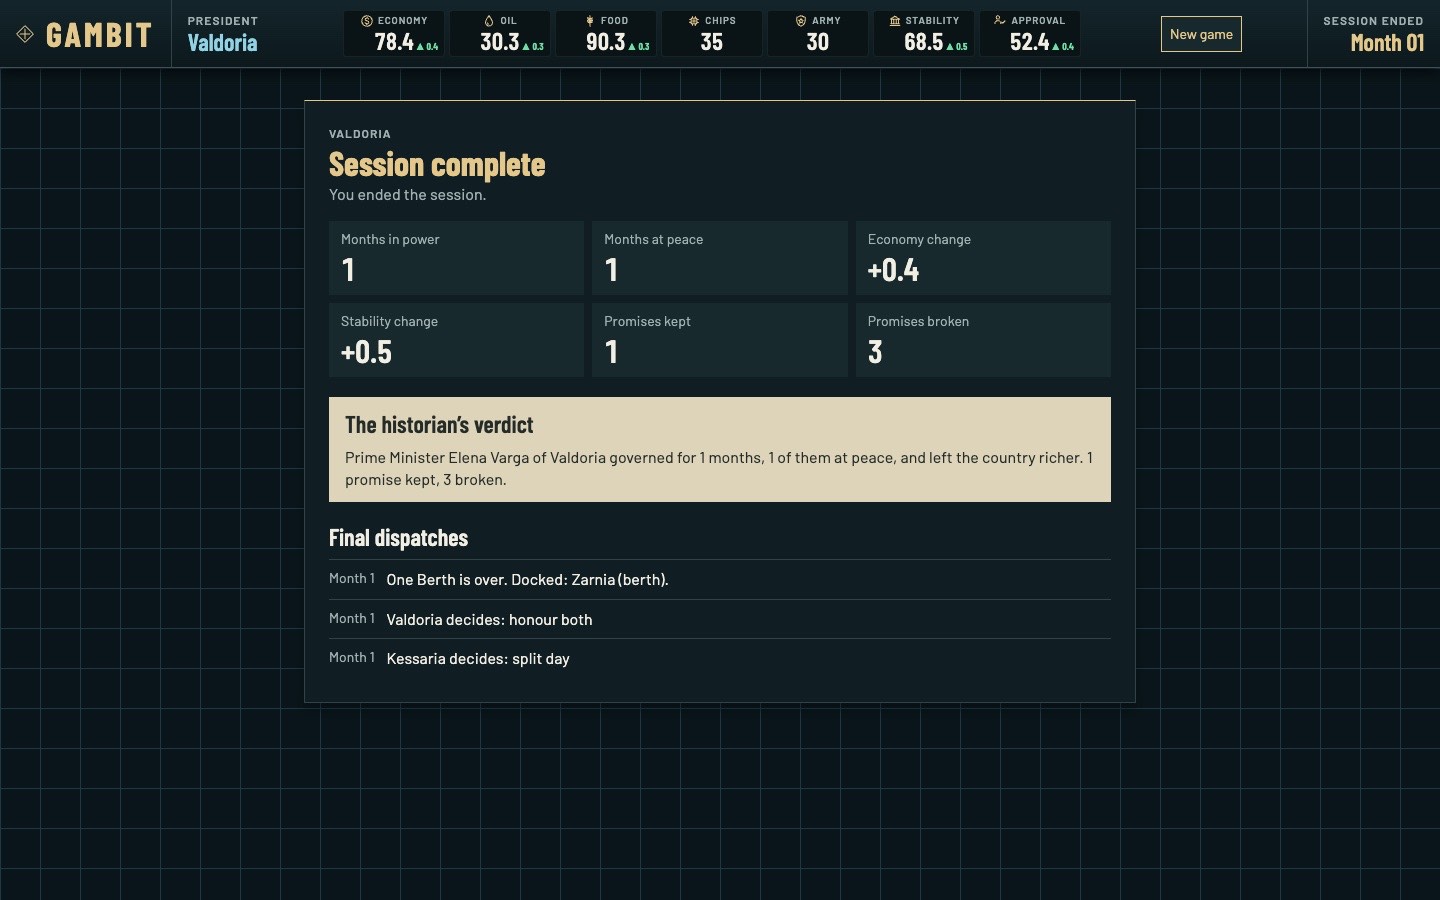 GAMBIT
PRESIDENT
Valdoria
ECONOMY
78.4 ▲ 0.4
OIL
30.3 ▲ 0.3
FOOD
90.3 ▲ 0.3
CHIPS
35
ARMY
30
STABILITY
68.5 ▲ 0.5
APPROVAL
52.4 ▲ 0.4
New game
SESSION ENDED
Month 01
VALDORIA
Session complete
You ended the session.
Months in power
1
Months at peace
1
Economy change
+0.4
Stability change
+0.5
Promises kept
1
Promises broken
3
The historian’s verdict
Prime Minister Elena Varga of Valdoria governed for 1 months, 1 of them at peace, and left the country richer. 1
promise kept, 3 broken.
Final dispatches
Month 1 One Berth is over. Docked: Zarnia (berth).
Month 1 Valdoria decides: honour both
Month 1 Kessaria decides: split day